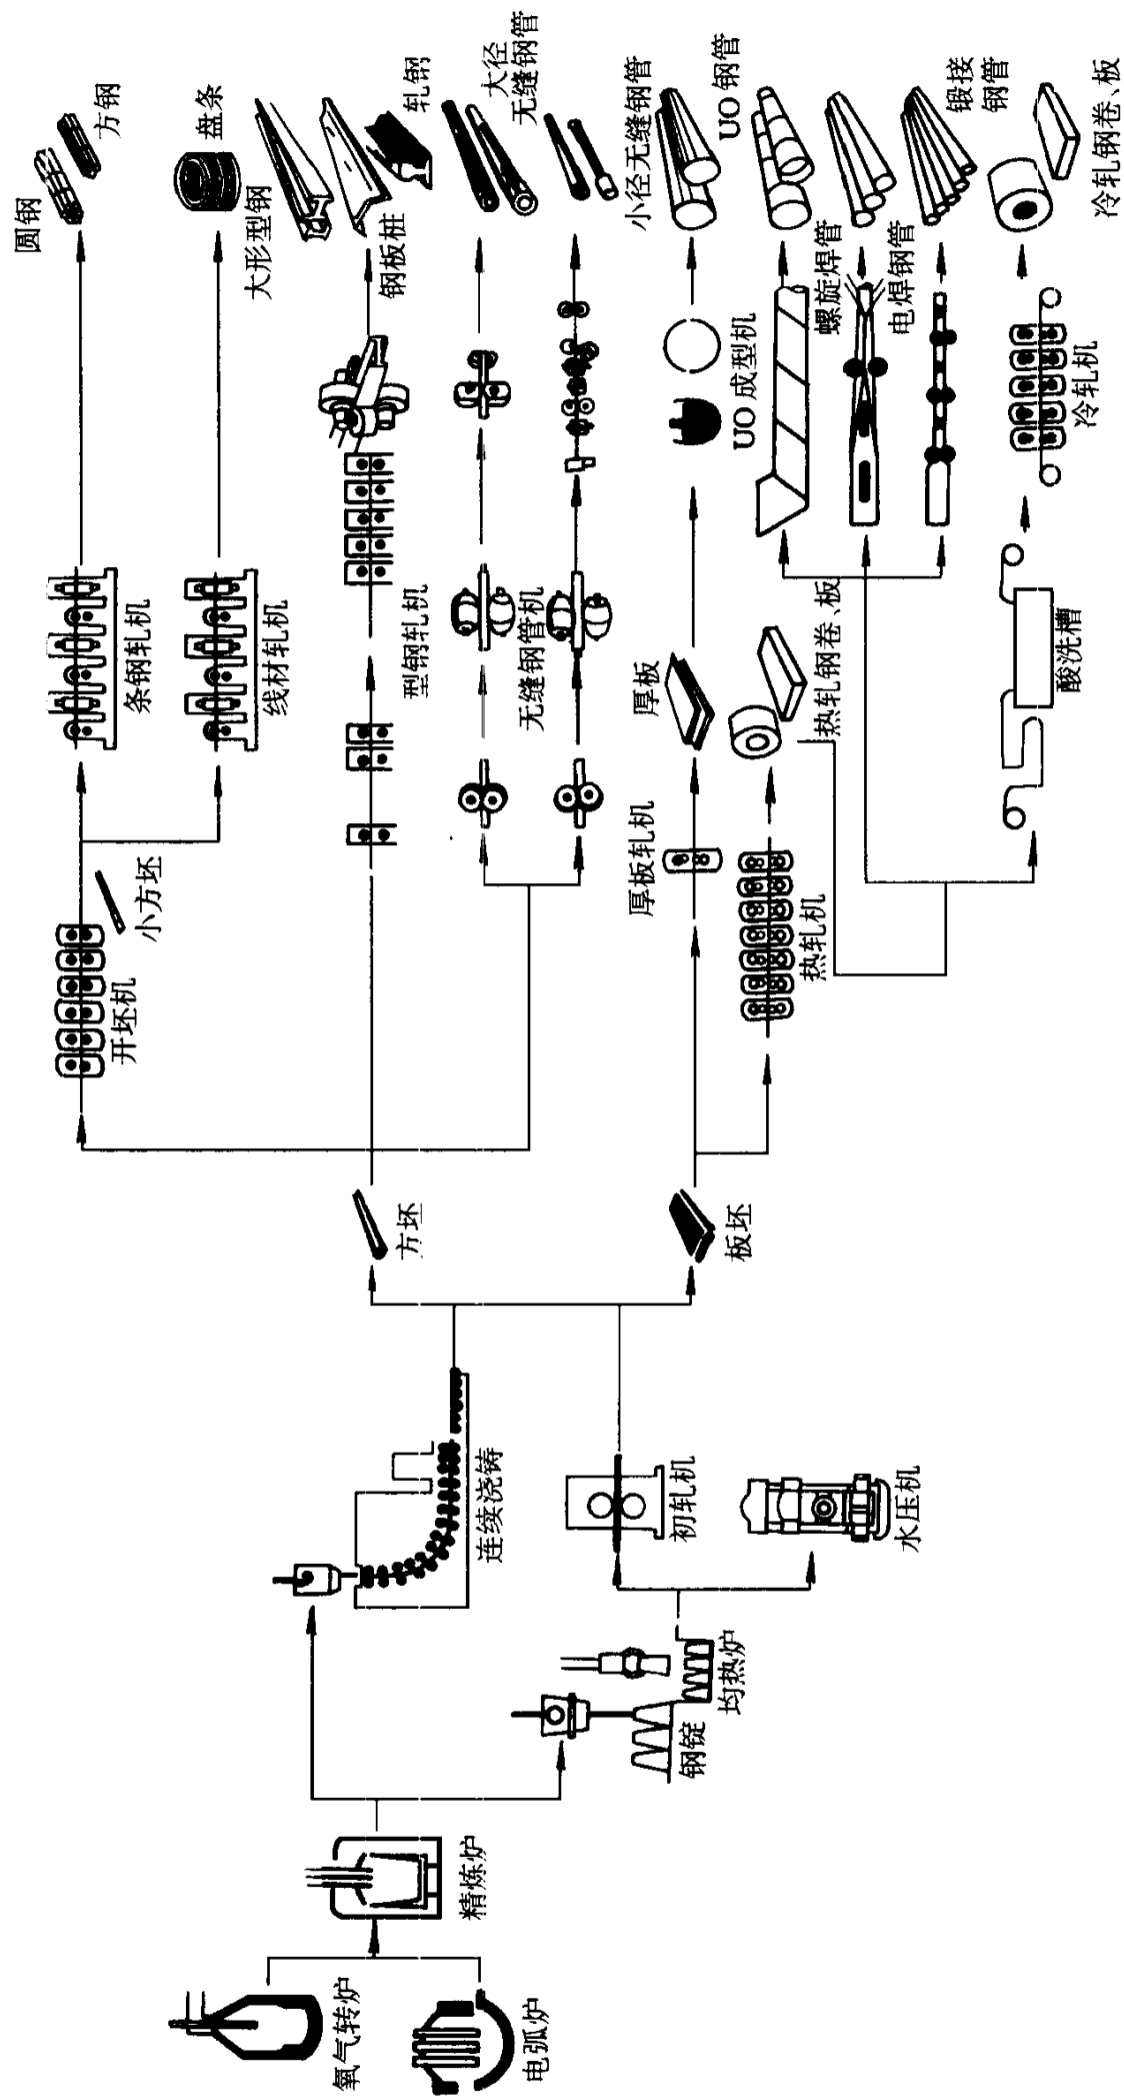 氧气转炉
电弧炉
精炼炉
钢锭
均热炉
连续浇铸
初轧机
水压机
方坯
板坯
开坯机
小方坯
条钢轧机
线材轧机
型钢轧机
无缝钢管机
厚板轧机
厚板
热轧机
热轧钢卷、板
UO 成型机
酸洗槽
冷轧机
圆钢
方钢
盘条
大形型钢
钢板桩
轧钢
大径
无缝钢管
小径无缝钢管
UO 钢管
螺旋焊管
电焊钢管
锻接
钢管
冷轧钢卷、板